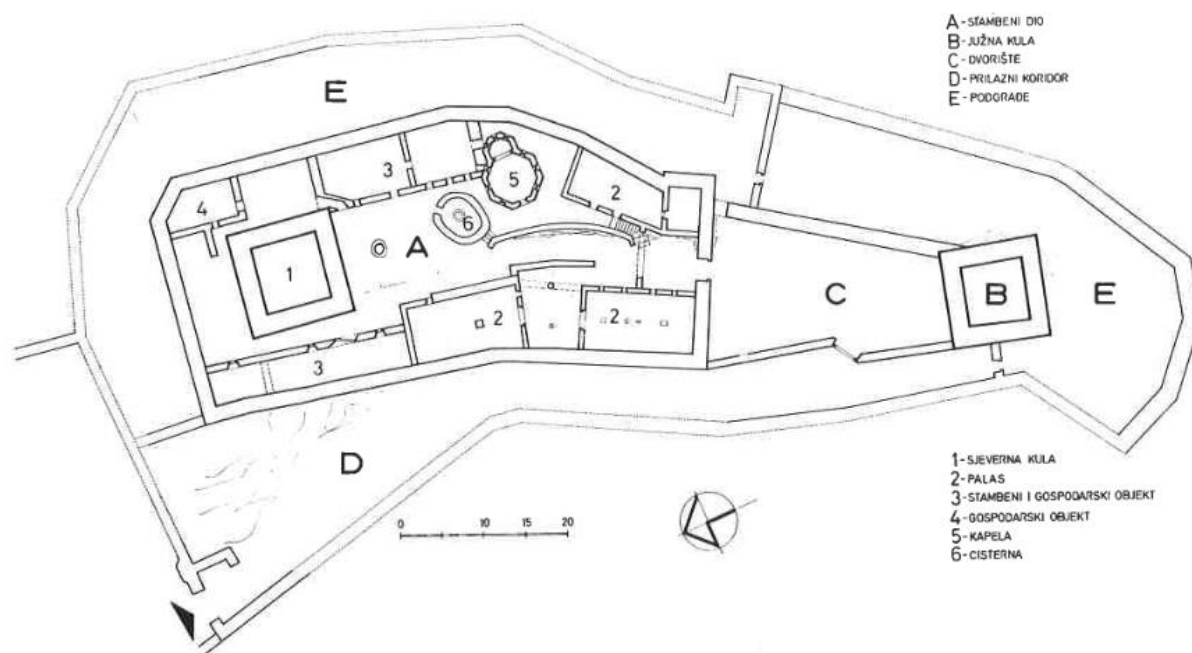 A - STAMBENI DIO
B - JUŽNA KULA
C - DVORIŠTE
D - PRILAZNI KORIDOR
E - PODGRAĐE
E
3
5
2
4
6
A
1
C
B
E
2
2
3
D
0 10 15 20
1 - SJEVERNA KULA
2 - PALAS
3 - STAMBENI I GOSPODARSKI OBJEKT
4 - GOSPODARSKI OBJEKT
5 - KAPELA
6 - CISTERNA